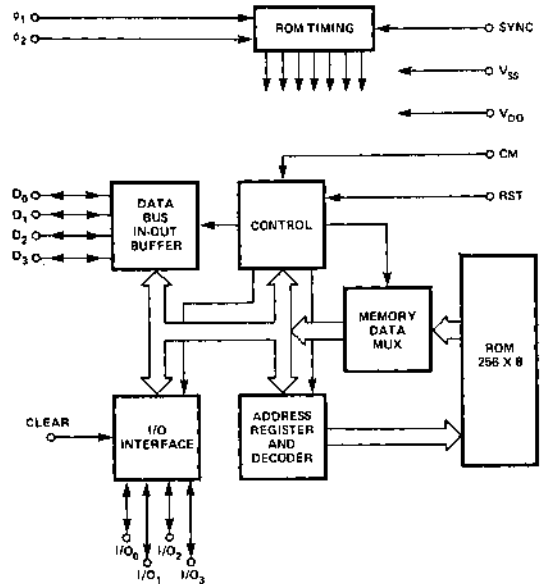 φ1
φ2
ROM TIMING
SYNC
VSS
VDD
CM
RST
D0
D1
D2
D3
DATA
BUS
IN-OUT
BUFFER
CONTROL
MEMORY
DATA
MUX
ROM
256 X 8
CLEAR
I/O
INTERFACE
ADDRESS
REGISTER
AND
DECODER
I/O0
I/O1
I/O2
I/O3